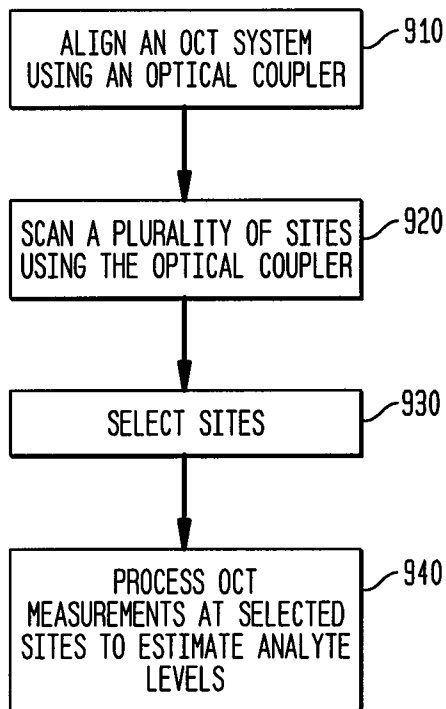 ALIGN AN OCT SYSTEM
USING AN OPTICAL COUPLER
910
SCAN A PLURALITY OF SITES
USING THE OPTICAL COUPLER
920
SELECT SITES
930
PROCESS OCT
MEASUREMENTS AT SELECTED
SITES TO ESTIMATE ANALYTE
LEVELS
940